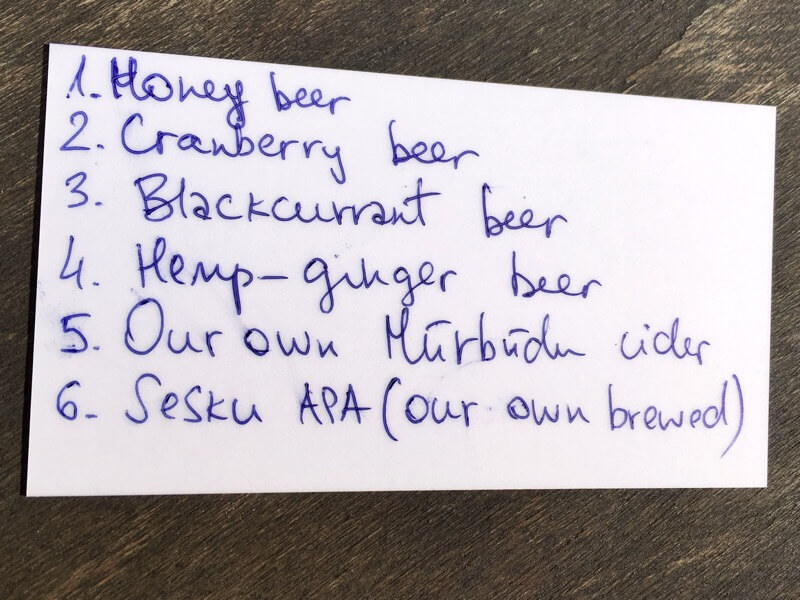 1. Honey beer
2. Cranberry beer
3. Blackcurrant beer
4. Hemp-ginger beer
5. Our own Mūrbūdu cider
6. Sesku APA (our own brewed)